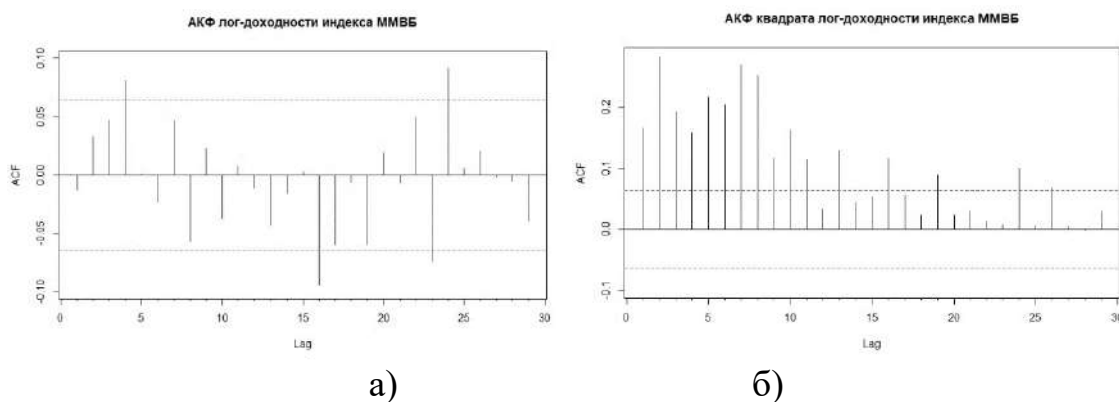 АКФ лог-доходности индекса ММВБ
ACF
0.10
0.05
0.00
-0.05
-0.10
0 5 10 15 20 25 30
Lag
а)
АКФ квадрата лог-доходности индекса ММВБ
ACF
0.2
0.1
0.0
-0.1
0 5 10 15 20 25 30
Lag
б)